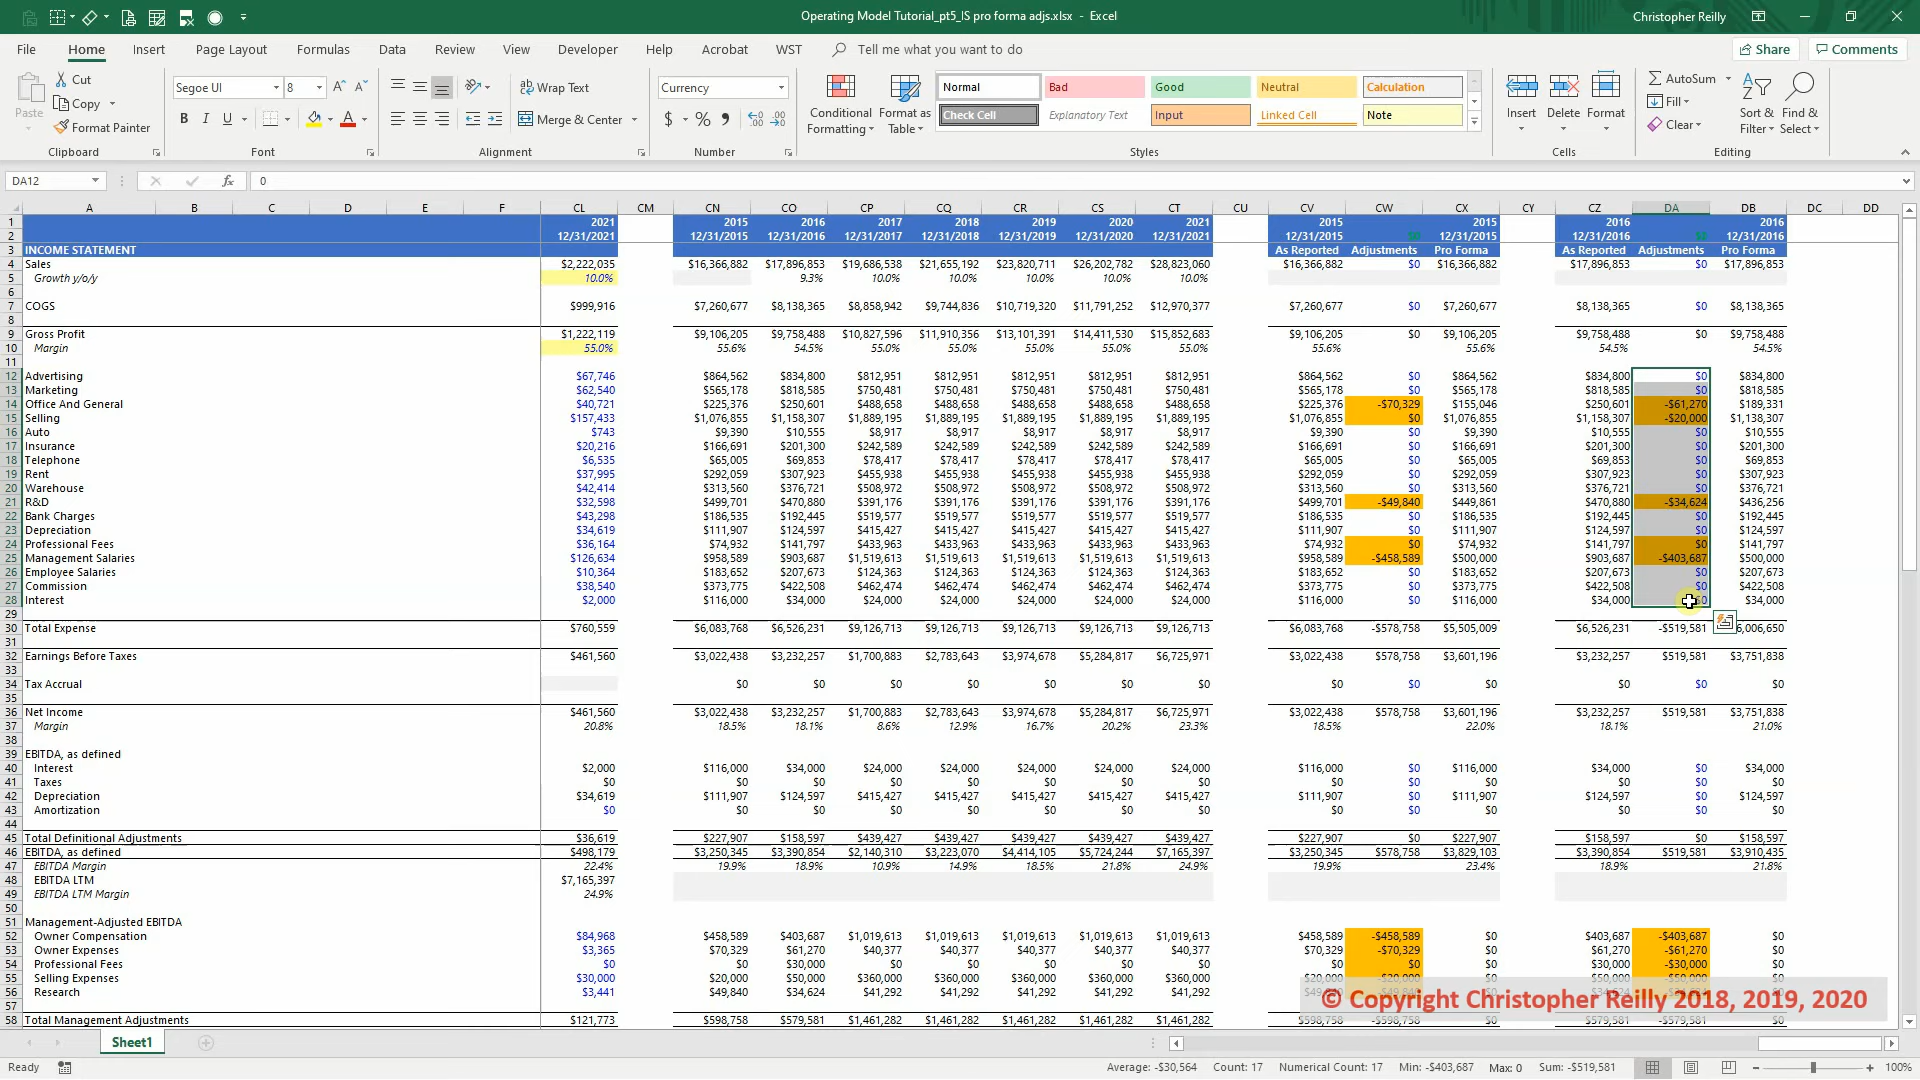 Operating Model Tutorial_pt5_IS pro forma adjs.xlsx - Excel
Christopher Reilly
File Home Insert Page Layout Formulas Data Review View Developer Help Acrobat WST Tell me what you want to do Share Comments
Paste Cut Copy Format Painter Clipboard
Segoe UI 8 B I U Font
Wrap Text Merge & Center Alignment
Currency $ % Number
Conditional Formatting Format as Table
Normal Bad Good Neutral Calculation
Check Cell Explanatory Text Input Linked Cell Note
Styles
Insert Delete Format Cells
AutoSum Fill Clear Sort & Filter Find & Select Editing
DA12 fx 0
A B C D E F CL CM CN CO CP CQ CR CS CT CU CV CW CX CY CZ DA DB DC DD
1 2021 2015 2016 2017 2018 2019 2020 2021 2015 2015 2016 2016
2 12/31/2021 12/31/2015 12/31/2016 12/31/2017 12/31/2018 12/31/2019 12/31/2020 12/31/2021 12/31/2015 $0 12/31/2015 12/31/2016 $0 12/31/2016
3 INCOME STATEMENT As Reported Adjustments Pro Forma As Reported Adjustments Pro Forma
4 Sales $2,222,035 $16,366,882 $17,896,853 $19,686,538 $21,655,192 $23,820,711 $26,202,782 $28,823,060 $16,366,882 $0 $16,366,882 $17,896,853 $0 $17,896,853
5 Growth y/o/y 10.0% 9.3% 10.0% 10.0% 10.0% 10.0% 10.0%
6
7 COGS $999,916 $7,260,677 $8,138,365 $8,858,942 $9,744,836 $10,719,320 $11,791,252 $12,970,377 $7,260,677 $0 $7,260,677 $8,138,365 $0 $8,138,365
8
9 Gross Profit $1,222,119 $9,106,205 $9,758,488 $10,827,596 $11,910,356 $13,101,391 $14,411,530 $15,852,683 $9,106,205 $0 $9,106,205 $9,758,488 $0 $9,758,488
10 Margin 55.0% 55.6% 54.5% 55.0% 55.0% 55.0% 55.0% 55.0% 55.6% 55.6% 54.5% 54.5%
11
12 Advertising $67,746 $864,562 $834,800 $812,951 $812,951 $812,951 $812,951 $812,951 $864,562 $0 $864,562 $834,800 $0 $834,800
13 Marketing $62,540 $565,178 $818,585 $750,481 $750,481 $750,481 $750,481 $750,481 $565,178 $0 $565,178 $818,585 $0 $818,585
14 Office And General $40,721 $225,376 $250,601 $488,658 $488,658 $488,658 $488,658 $488,658 $225,376 -$70,329 $155,046 $250,601 -$61,270 $189,331
15 Selling $157,433 $1,076,855 $1,158,307 $1,889,195 $1,889,195 $1,889,195 $1,889,195 $1,889,195 $1,076,855 $0 $1,076,855 $1,158,307 -$20,000 $1,138,307
16 Auto $743 $9,390 $10,555 $8,917 $8,917 $8,917 $8,917 $8,917 $9,390 $0 $9,390 $10,555 $0 $10,555
17 Insurance $20,216 $166,691 $201,300 $242,589 $242,589 $242,589 $242,589 $242,589 $166,691 $0 $166,691 $201,300 $0 $201,300
18 Telephone $6,535 $65,005 $69,853 $78,417 $78,417 $78,417 $78,417 $78,417 $65,005 $0 $65,005 $69,853 $0 $69,853
19 Rent $37,995 $292,059 $307,923 $455,938 $455,938 $455,938 $455,938 $455,938 $292,059 $0 $292,059 $307,923 $0 $307,923
20 Warehouse $42,414 $313,560 $376,721 $508,972 $508,972 $508,972 $508,972 $508,972 $313,560 $0 $313,560 $376,721 $0 $376,721
21 R&D $32,598 $499,701 $470,880 $391,176 $391,176 $391,176 $391,176 $391,176 $499,701 -$49,840 $449,861 $470,880 -$34,624 $436,256
22 Bank Charges $43,298 $186,535 $192,445 $519,577 $519,577 $519,577 $519,577 $519,577 $186,535 $0 $186,535 $192,445 $0 $192,445
23 Depreciation $34,619 $111,907 $124,597 $415,427 $415,427 $415,427 $415,427 $415,427 $111,907 $0 $111,907 $124,597 $0 $124,597
24 Professional Fees $36,164 $74,932 $141,797 $433,963 $433,963 $433,963 $433,963 $433,963 $74,932 $0 $74,932 $141,797 $0 $141,797
25 Management Salaries $126,634 $958,589 $903,687 $1,519,613 $1,519,613 $1,519,613 $1,519,613 $1,519,613 $958,589 -$458,589 $500,000 $903,687 -$403,687 $500,000
26 Employee Salaries $10,364 $183,652 $207,673 $124,363 $124,363 $124,363 $124,363 $124,363 $183,652 $0 $183,652 $207,673 $0 $207,673
27 Commission $38,540 $373,775 $422,508 $462,474 $462,474 $462,474 $462,474 $462,474 $373,775 $0 $373,775 $422,508 $0 $422,508
28 Interest $2,000 $116,000 $34,000 $24,000 $24,000 $24,000 $24,000 $24,000 $116,000 $0 $116,000 $34,000 $0 $34,000
29
30 Total Expense $760,559 $6,083,768 $6,526,231 $9,126,713 $9,126,713 $9,126,713 $9,126,713 $9,126,713 $6,083,768 -$578,758 $5,505,009 $6,526,231 -$519,581 6,006,650
31
32 Earnings Before Taxes $461,560 $3,022,438 $3,232,257 $1,700,883 $2,783,643 $3,974,678 $5,284,817 $6,725,971 $3,022,438 $578,758 $3,601,196 $3,232,257 $519,581 $3,751,838
33
34 Tax Accrual $0 $0 $0 $0 $0 $0 $0 $0 $0 $0 $0 $0 $0
35
36 Net Income $461,560 $3,022,438 $3,232,257 $1,700,883 $2,783,643 $3,974,678 $5,284,817 $6,725,971 $3,022,438 $578,758 $3,601,196 $3,232,257 $519,581 $3,751,838
37 Margin 20.8% 18.5% 18.1% 8.6% 12.9% 16.7% 20.2% 23.3% 18.5% 22.0% 18.1% 21.0%
38
39 EBITDA, as defined
40 Interest $2,000 $116,000 $34,000 $24,000 $24,000 $24,000 $24,000 $24,000 $116,000 $0 $116,000 $34,000 $0 $34,000
41 Taxes $0 $0 $0 $0 $0 $0 $0 $0 $0 $0 $0 $0 $0 $0
42 Depreciation $34,619 $111,907 $124,597 $415,427 $415,427 $415,427 $415,427 $415,427 $111,907 $0 $111,907 $124,597 $0 $124,597
43 Amortization $0 $0 $0 $0 $0 $0 $0 $0 $0 $0 $0 $0 $0 $0
44
45 Total Definitional Adjustments $36,619 $227,907 $158,597 $439,427 $439,427 $439,427 $439,427 $439,427 $227,907 $0 $227,907 $158,597 $0 $158,597
46 EBITDA, as defined $498,179 $3,250,345 $3,390,854 $2,140,310 $3,223,070 $4,414,105 $5,724,244 $7,165,397 $3,250,345 $578,758 $3,829,103 $3,390,854 $519,581 $3,910,435
47 EBITDA Margin 22.4% 19.9% 18.9% 10.9% 14.9% 18.5% 21.8% 24.9% 19.9% 23.4% 18.9% 21.8%
48 EBITDA LTM $7,165,397
49 EBITDA LTM Margin 24.9%
50
51 Management-Adjusted EBITDA
52 Owner Compensation $84,968 $458,589 $403,687 $1,019,613 $1,019,613 $1,019,613 $1,019,613 $1,019,613 $458,589 -$458,589 $0 $403,687 -$403,687 $0
53 Owner Expenses $3,365 $70,329 $61,270 $40,377 $40,377 $40,377 $40,377 $40,377 $70,329 -$70,329 $0 $61,270 -$61,270 $0
54 Professional Fees $0 $0 $30,000 $0 $0 $0 $0 $0 $0 $0 $0 $30,000 -$30,000 $0
55 Selling Expenses $30,000 $20,000 $50,000 $360,000 $360,000 $360,000 $360,000 $360,000 $20,000 -$20,000 $0 $50,000 -$50,000 $0
56 Research $3,441 $49,840 $34,624 $41,292 $41,292 $41,292 $41,292 $41,292
© Copyright Christopher Reilly 2018, 2019, 2020
57
58 Total Management Adjustments $121,773 $598,758 $579,581 $1,461,282 $1,461,282 $1,461,282 $1,461,282 $1,461,282 $598,758 -$598,758 $0 $579,581 -$579,581 $0
Sheet1
Ready Average: -$30,564 Count: 17 Numerical Count: 17 Min: -$403,687 Max: 0 Sum: -$519,581 100%